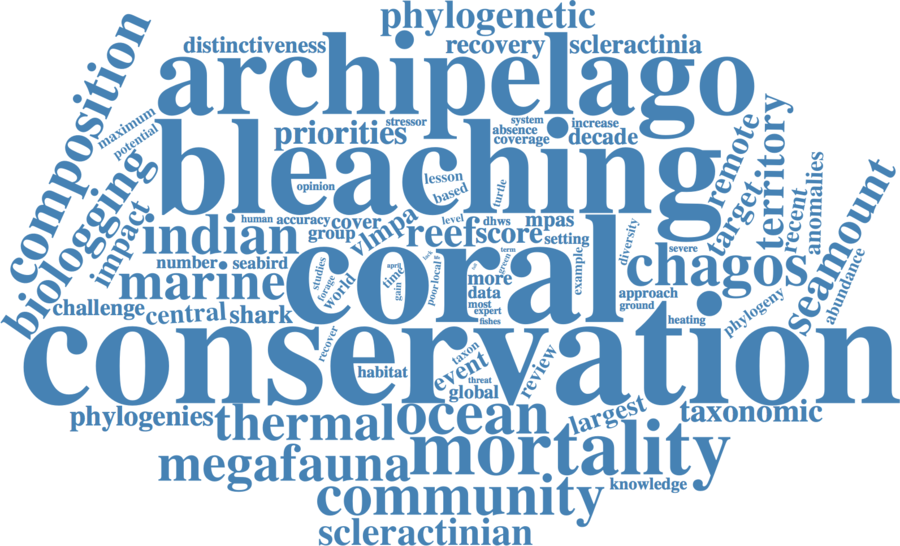 phylogenetic
distinctiveness
recovery
scleractinia
archipelago
composition
maximum
potential
priorities
stressor
system
absence
coverage
increase
decade
bleaching
opinion
lesson
based
turtle
remote
territory
target
recent
anomalies
biologging
impact
indian
human
accuracy
cover
group
vlmpa
level
dhws
reef
score
mpas
setting
diversity
severe
chagos
seamount
abundance
number
seabird
marine
studies
forage
world
coral
april
time
gain
poor
local
term
green
more
data
most
expert
fishes
example
approach
ground
heating
phylogeny
challenge
central
shark
conservation
recover
habitat
taxon
event
threat
global
review
phylogenies
thermal
ocean
largest
taxonomic
megafauna
mortality
community
knowledge
scleractinian